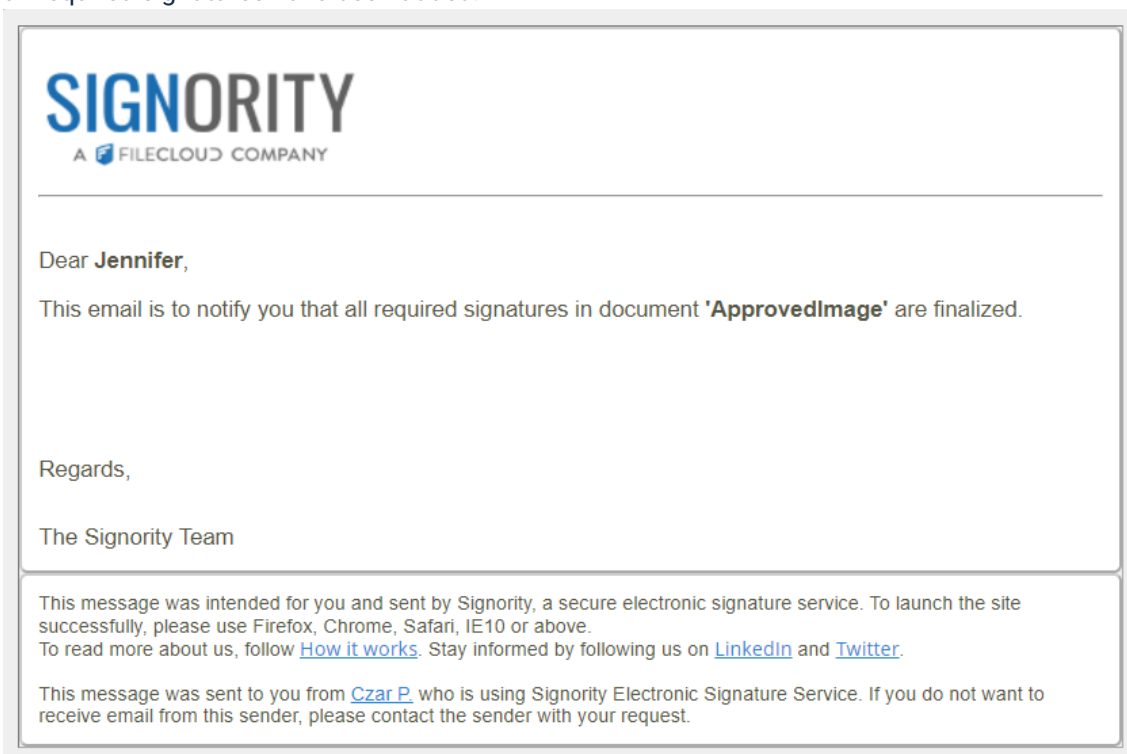 SIGNORITY
A FILECLOUD COMPANY
Dear Jennifer,
This email is to notify you that all required signatures in document 'ApprovedImage' are finalized.
Regards,
The Signority Team
This message was intended for you and sent by Signority, a secure electronic signature service. To launch the site
successfully, please use Firefox, Chrome, Safari, IE10 or above.
To read more about us, follow How it works. Stay informed by following us on LinkedIn and Twitter.
This message was sent to you from Czar P. who is using Signority Electronic Signature Service. If you do not want to
receive email from this sender, please contact the sender with your request.